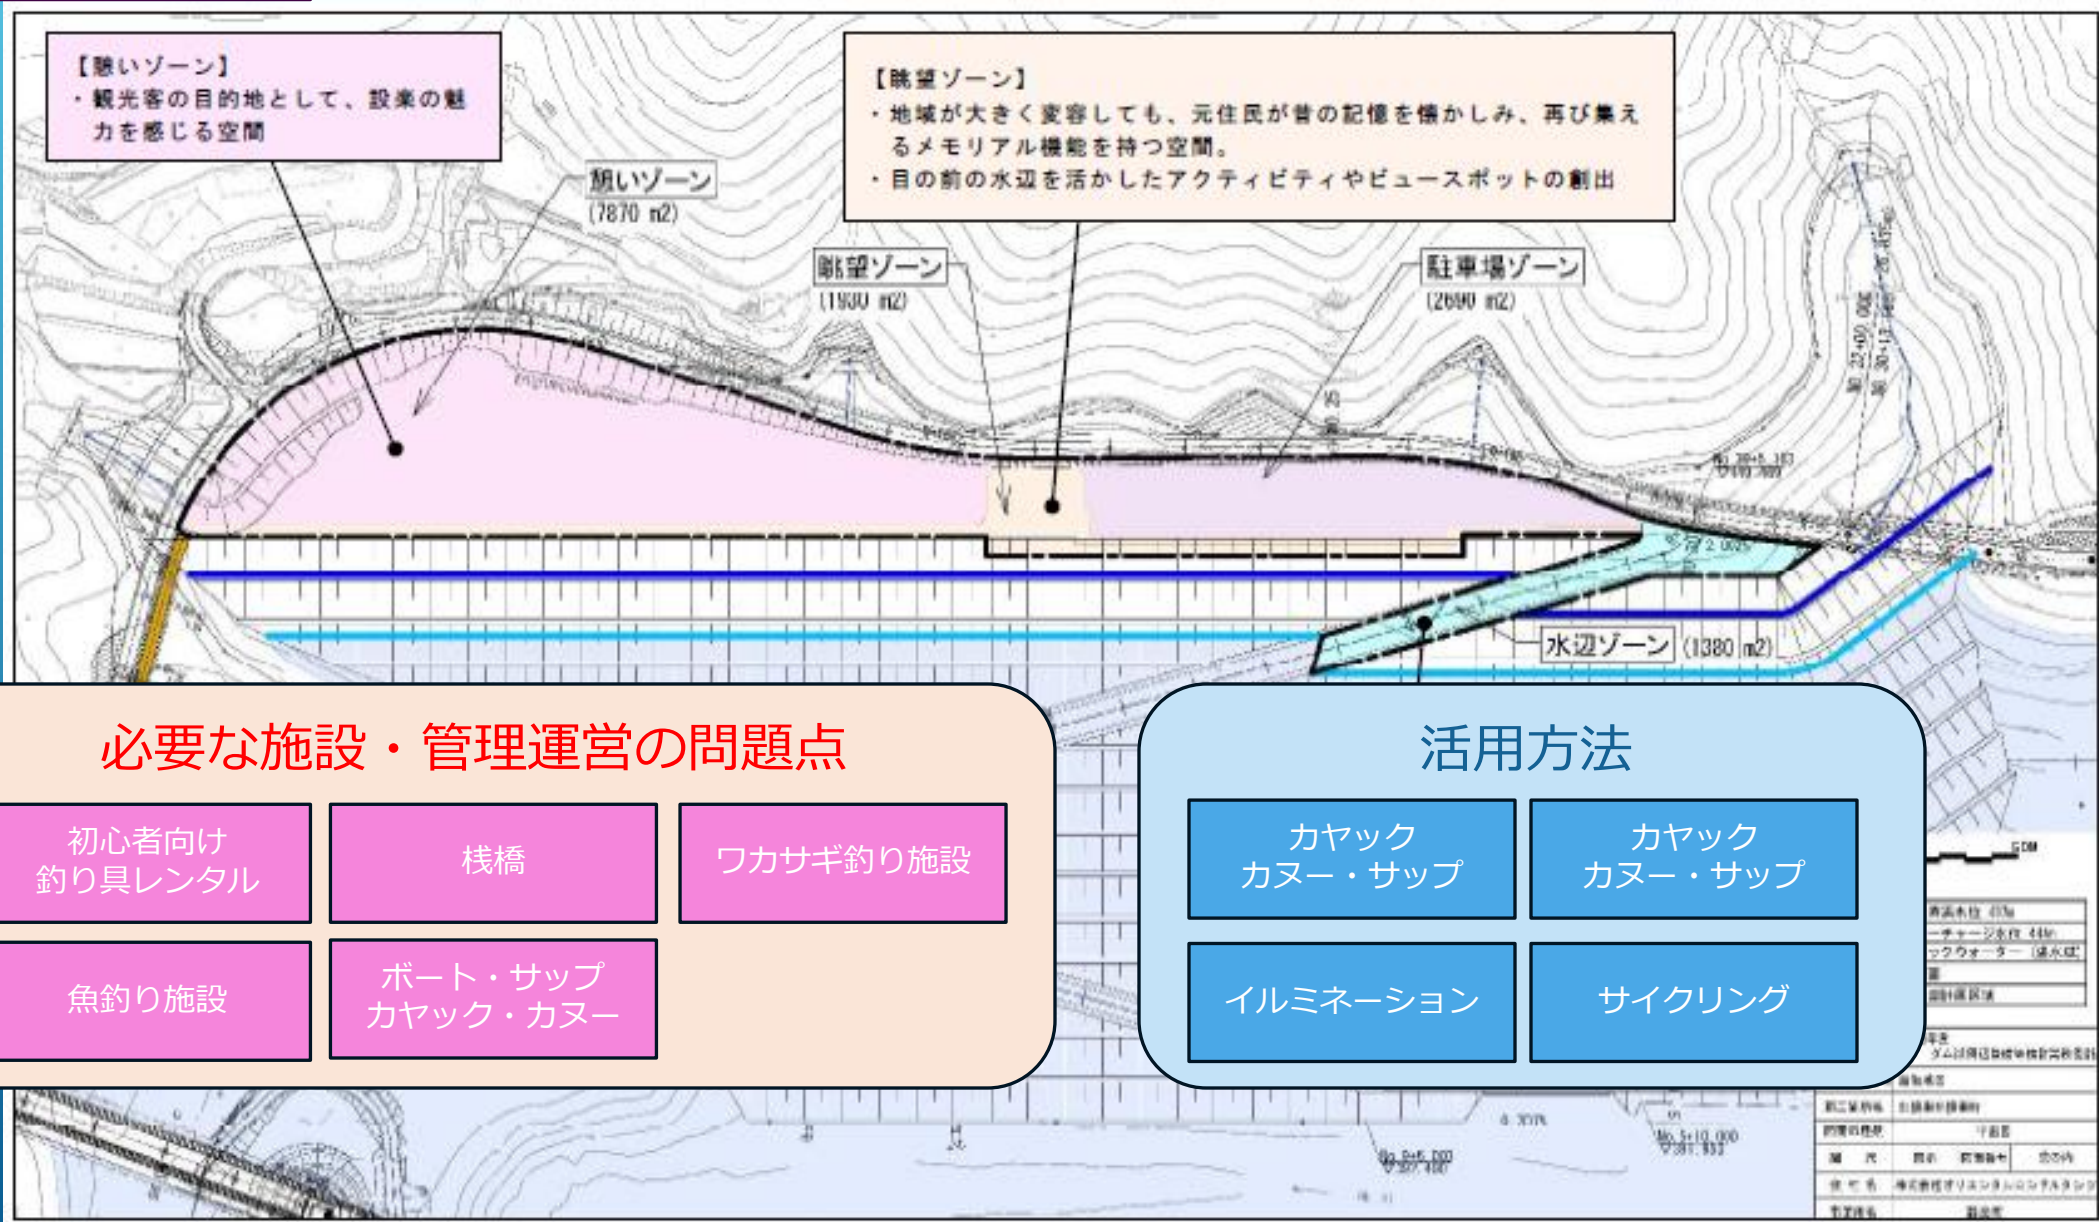 【憩いゾーン】
・観光客の目的地として、設楽の魅
力を感じる空間
【眺望ゾーン】
・地域が大きく変容しても、元住民が昔の記憶を懐かしみ、再び集え
るメモリアル機能を持つ空間。
・目の前の水辺を活かしたアクティビティやビュースポットの創出
憩いゾーン
(7870 m2)
眺望ゾーン
(1930 m2)
駐車場ゾーン
(2690 m2)
水辺ゾーン (1380 m2)
必要な施設・管理運営の問題点
初心者向け
釣り具レンタル
桟橋
ワカサギ釣り施設
魚釣り施設
ボート・サップ
カヤック・カヌー
活用方法
カヤック
カヌー・サップ
カヤック
カヌー・サップ
イルミネーション
サイクリング
No.5+10.000
平面図